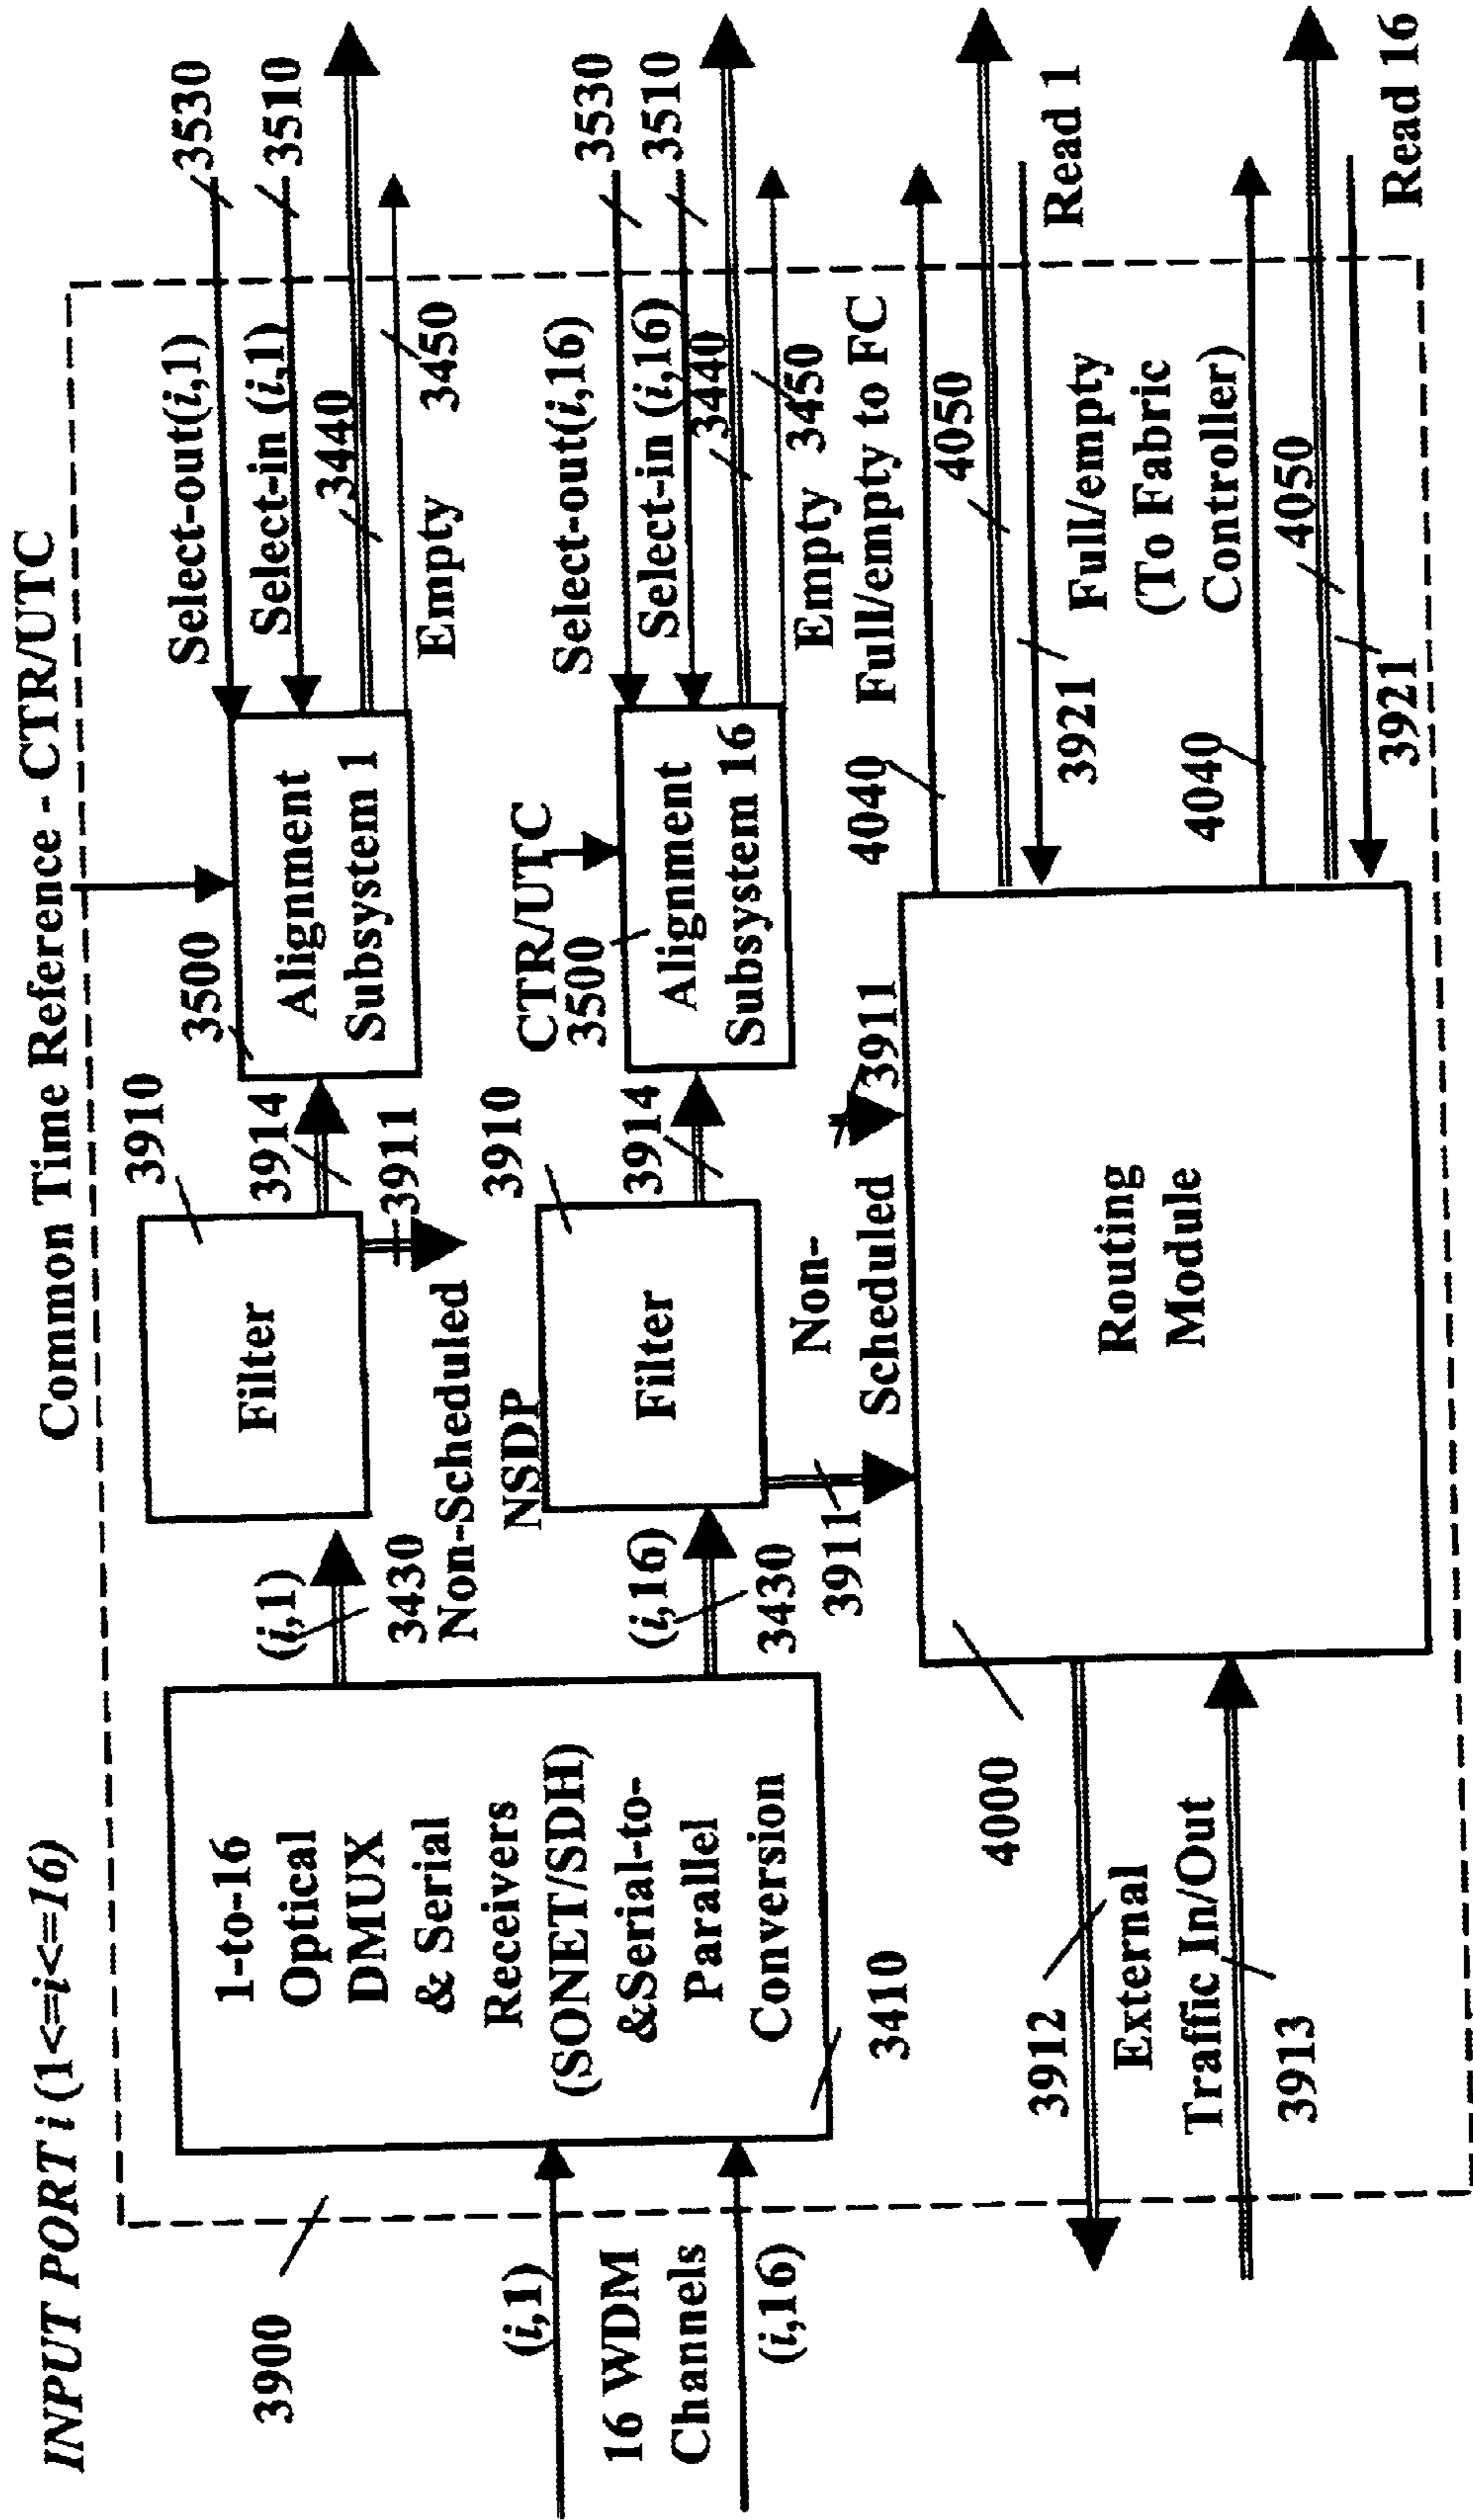 INPUT PORT i (1<=i<=16)
Common Time Reference - CTR/UTC
3900
(i,1)
16 WDM
Channels
(i,16)
1-to-16
Optical
DMUX
& Serial
Receivers
(SONET/SDH)
&Serial-to-
Parallel
Conversion
3410
(i,1)
3430
(i,16)
3430
3910
Filter
3914
3911
Non-Scheduled
NSDP
3910
Filter
3914
3911
Non-
Scheduled
3911
3500
Alignment
Subsystem 1
CTR/UTC
3500
Alignment
Subsystem 16
Select-out(i,1)
3530
Select-in (i,1)
3510
3440
Empty
3450
Select-out(i,16)
3530
Select-in (i,16)
3510
3440
Empty
3450
4000
Routing
Module
3912
External
Traffic In/Out
3913
4040
Full/empty to FC
4050
3921
Read 1
Full/empty
(To Fabric
Controller)
4040
4050
3921
Read 16